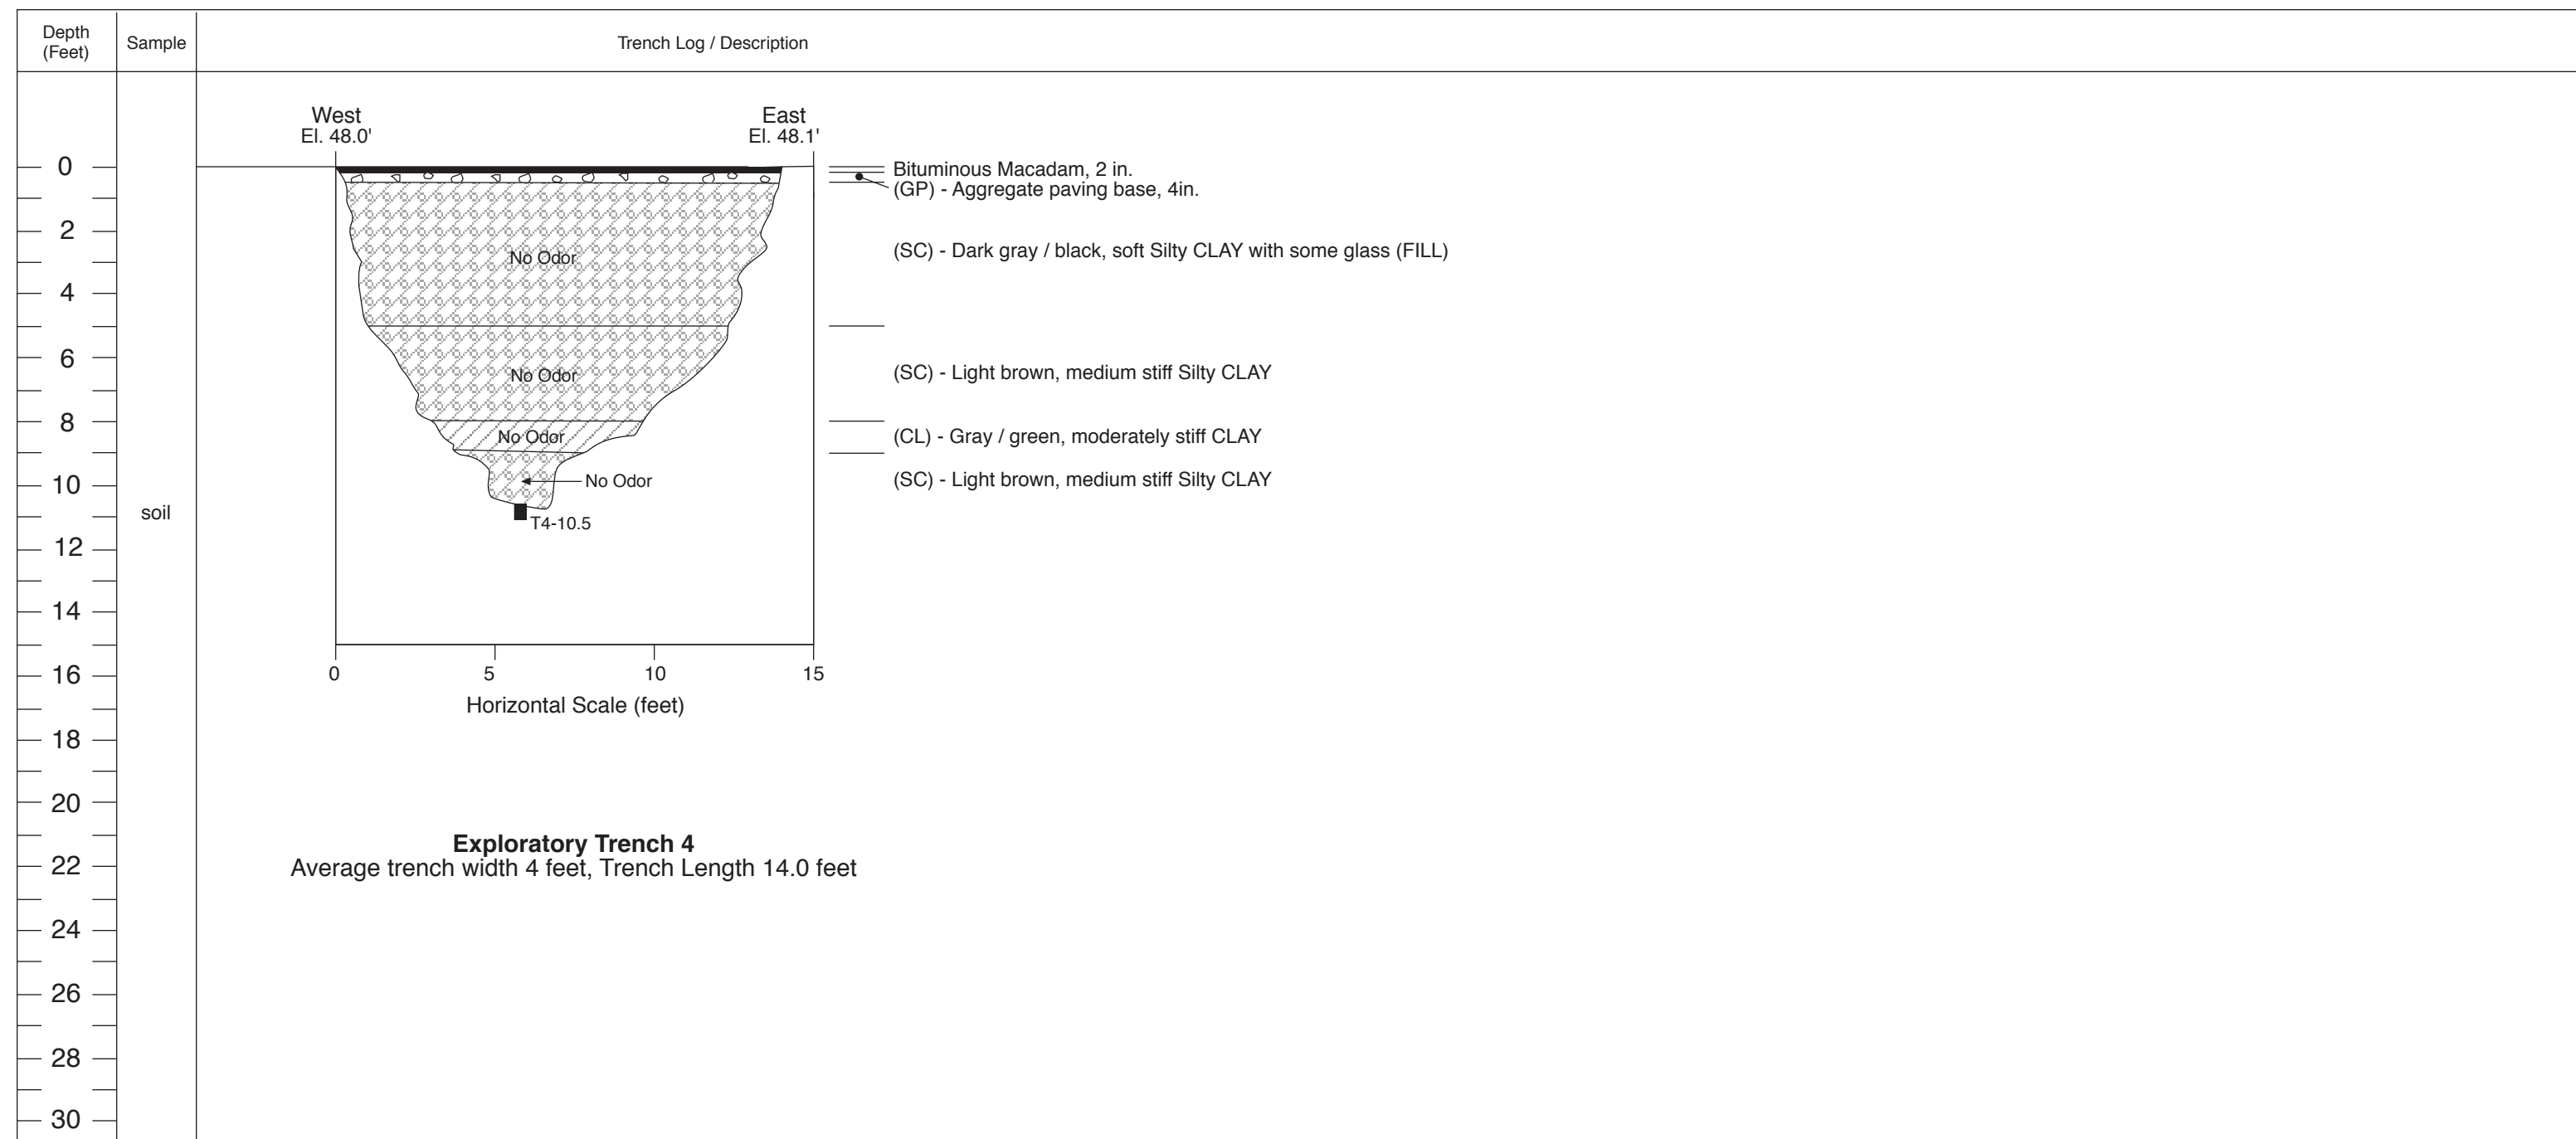 Depth
(Feet)
Sample
Trench Log / Description
West
El. 48.0'
East
El. 48.1'
0
2
4
6
8
10
12
14
16
18
20
22
24
26
28
30
soil
Bituminous Macadam, 2 in.
(GP) - Aggregate paving base, 4in.
No Odor
(SC) - Dark gray / black, soft Silty CLAY with some glass (FILL)
No Odor
(SC) - Light brown, medium stiff Silty CLAY
No Odor
(CL) - Gray / green, moderately stiff CLAY
No Odor
(SC) - Light brown, medium stiff Silty CLAY
T4-10.5
0 5 10 15
Horizontal Scale (feet)
Exploratory Trench 4
Average trench width 4 feet, Trench Length 14.0 feet